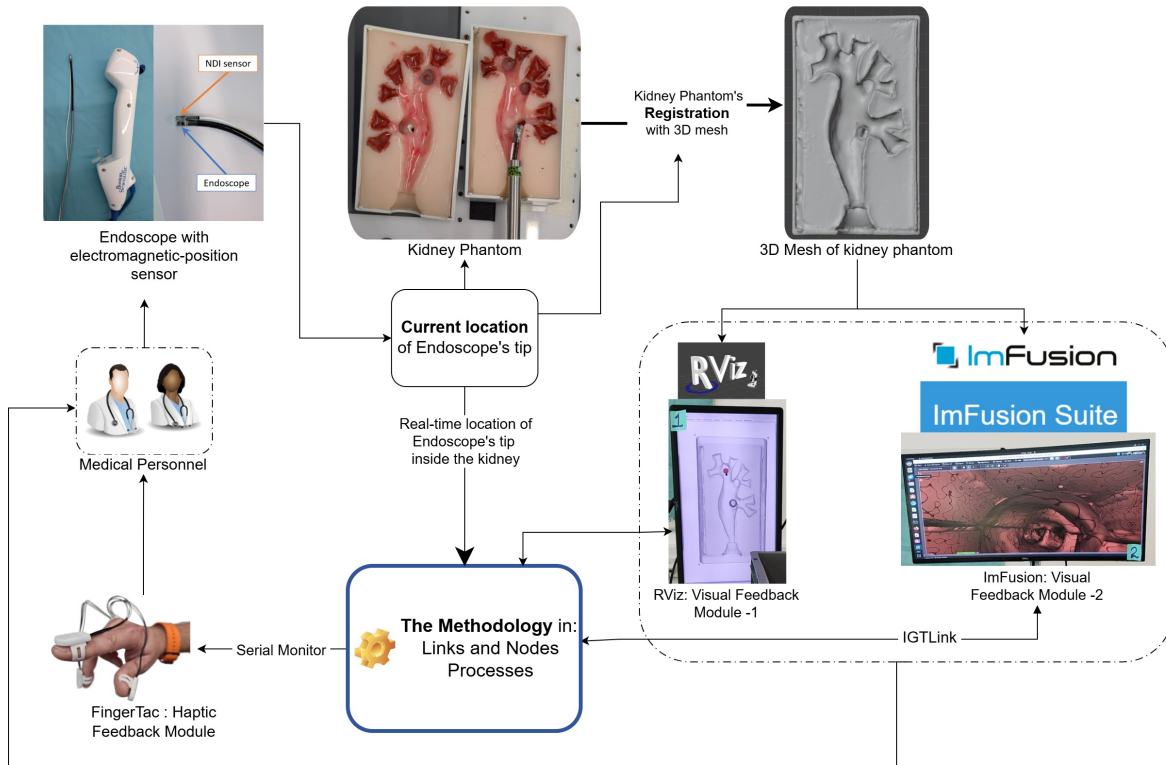 NDI sensor
Endoscope
Endoscope with
electromagnetic-position
sensor
Kidney Phantom
Kidney Phantom's
Registration
with 3D mesh
3D Mesh of kidney phantom
Current location
of Endoscope's tip
Real-time location of
Endoscope's tip
inside the kidney
Medical Personnel
RViz
1
RViz: Visual Feedback
Module -1
ImFusion
ImFusion Suite
2
ImFusion: Visual
Feedback Module -2
IGTLink
The Methodology in:
Links and Nodes
Processes
Serial Monitor
FingerTac : Haptic
Feedback Module